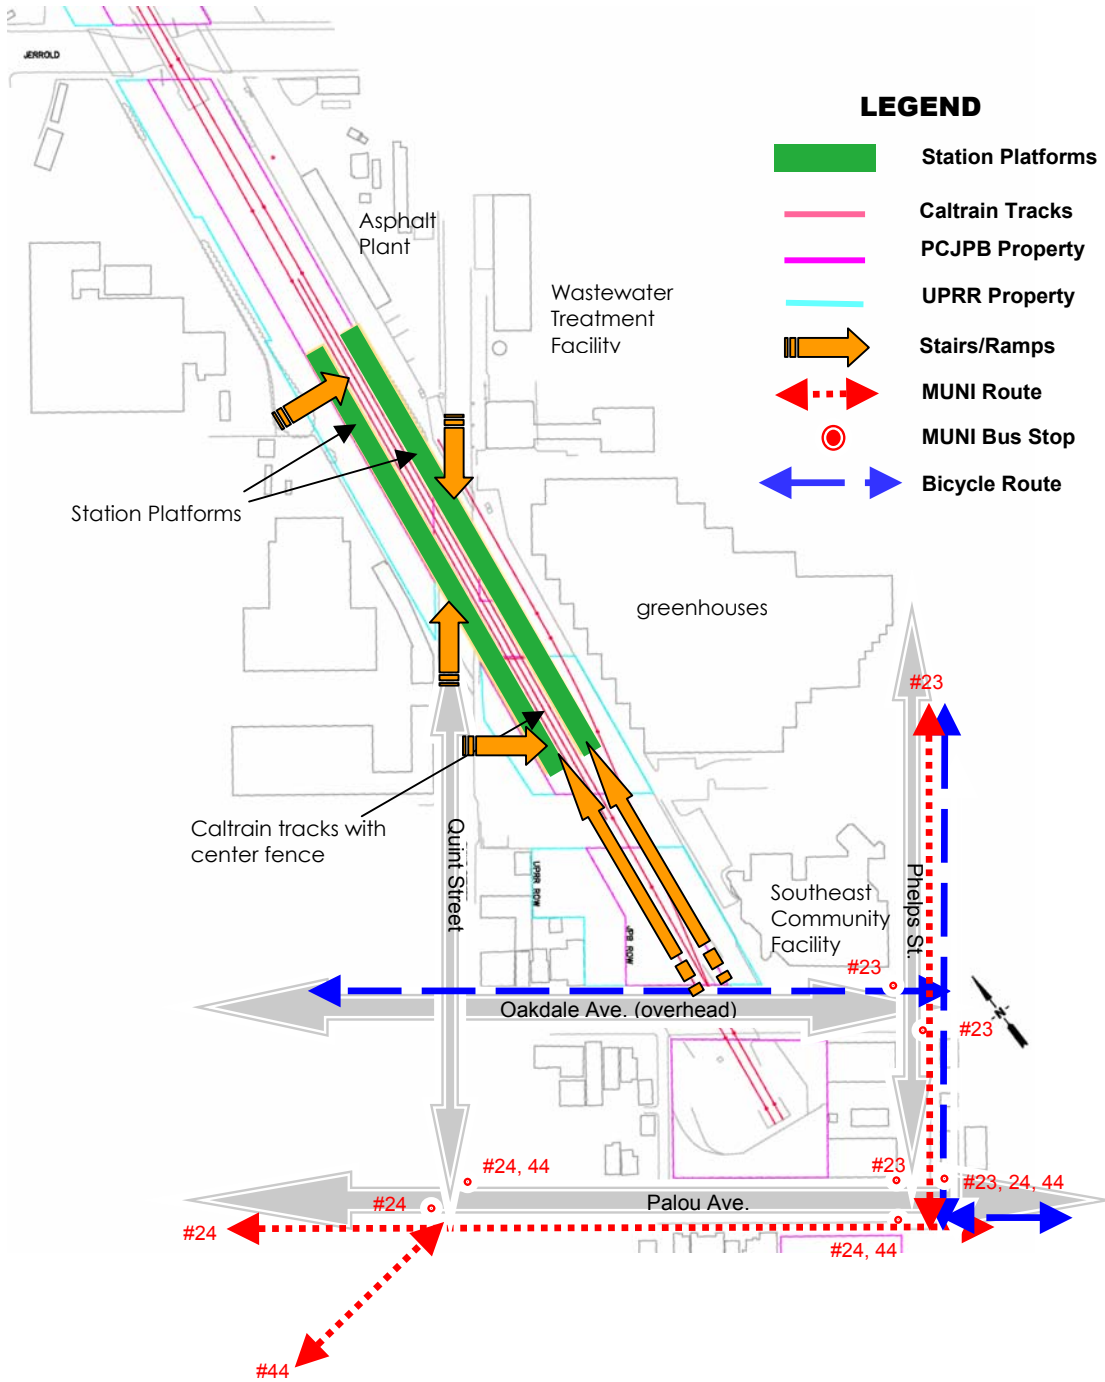 JERROLD
LEGEND
Station Platforms
Caltrain Tracks
PCJPB Property
UPRR Property
Stairs/Ramps
MUNI Route
MUNI Bus Stop
Bicycle Route
Asphalt
Plant
Wastewater
Treatment
Facility
Station Platforms
greenhouses
#23
Caltrain tracks with
center fence
Quint Street
UPRR ROW
JPB ROW
Southeast
Community
Facility
Phelps St.
#23
Oakdale Ave. (overhead)
#23
N
#24, 44
#23
#23, 24, 44
#24
Palou Ave.
#24
#24, 44
#44